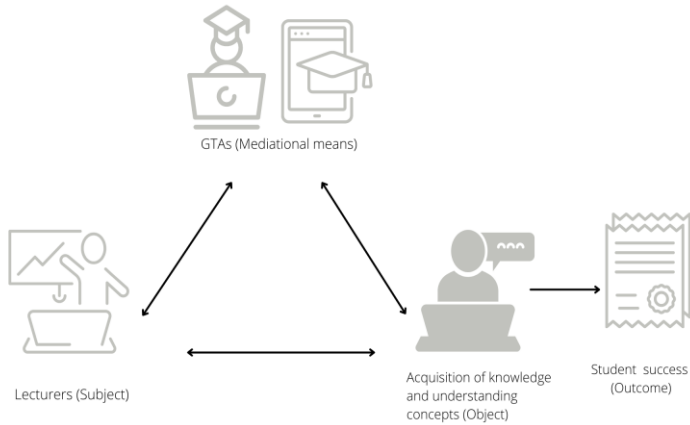 GTAs (Mediational means)
Lecturers (Subject)
Acquisition of knowledge
and understanding
concepts (Object)
Student success
(Outcome)